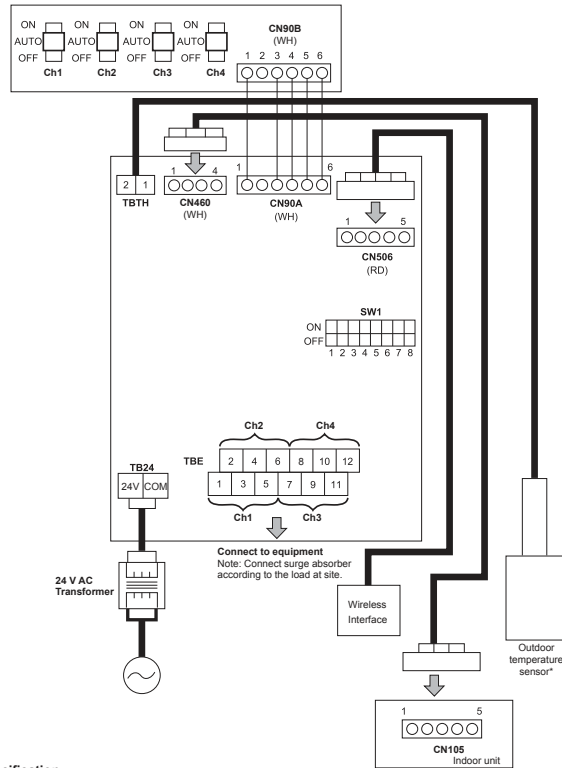 ON ON ON ON
AUTO AUTO AUTO AUTO
OFF OFF OFF OFF
Ch1 Ch2 Ch3 Ch4
CN90B
(WH)
1 2 3 4 5 6
2 1
TBTH
1 4
CN460
(WH)
1 6
CN90A
(WH)
1 5
CN506
(RD)
SW1
ON
OFF
1 2 3 4 5 6 7 8
Ch2 Ch4
TBE
2 4 6 8 10 12
1 3 5 7 9 11
Ch1 Ch3
TB24
24V COM
Connect to equipment
Note: Connect surge absorber
according to the load at site.
24 V AC
Transformer
Wireless
Interface
Outdoor
temperature
sensor*
1 5
CN105
Indoor unit